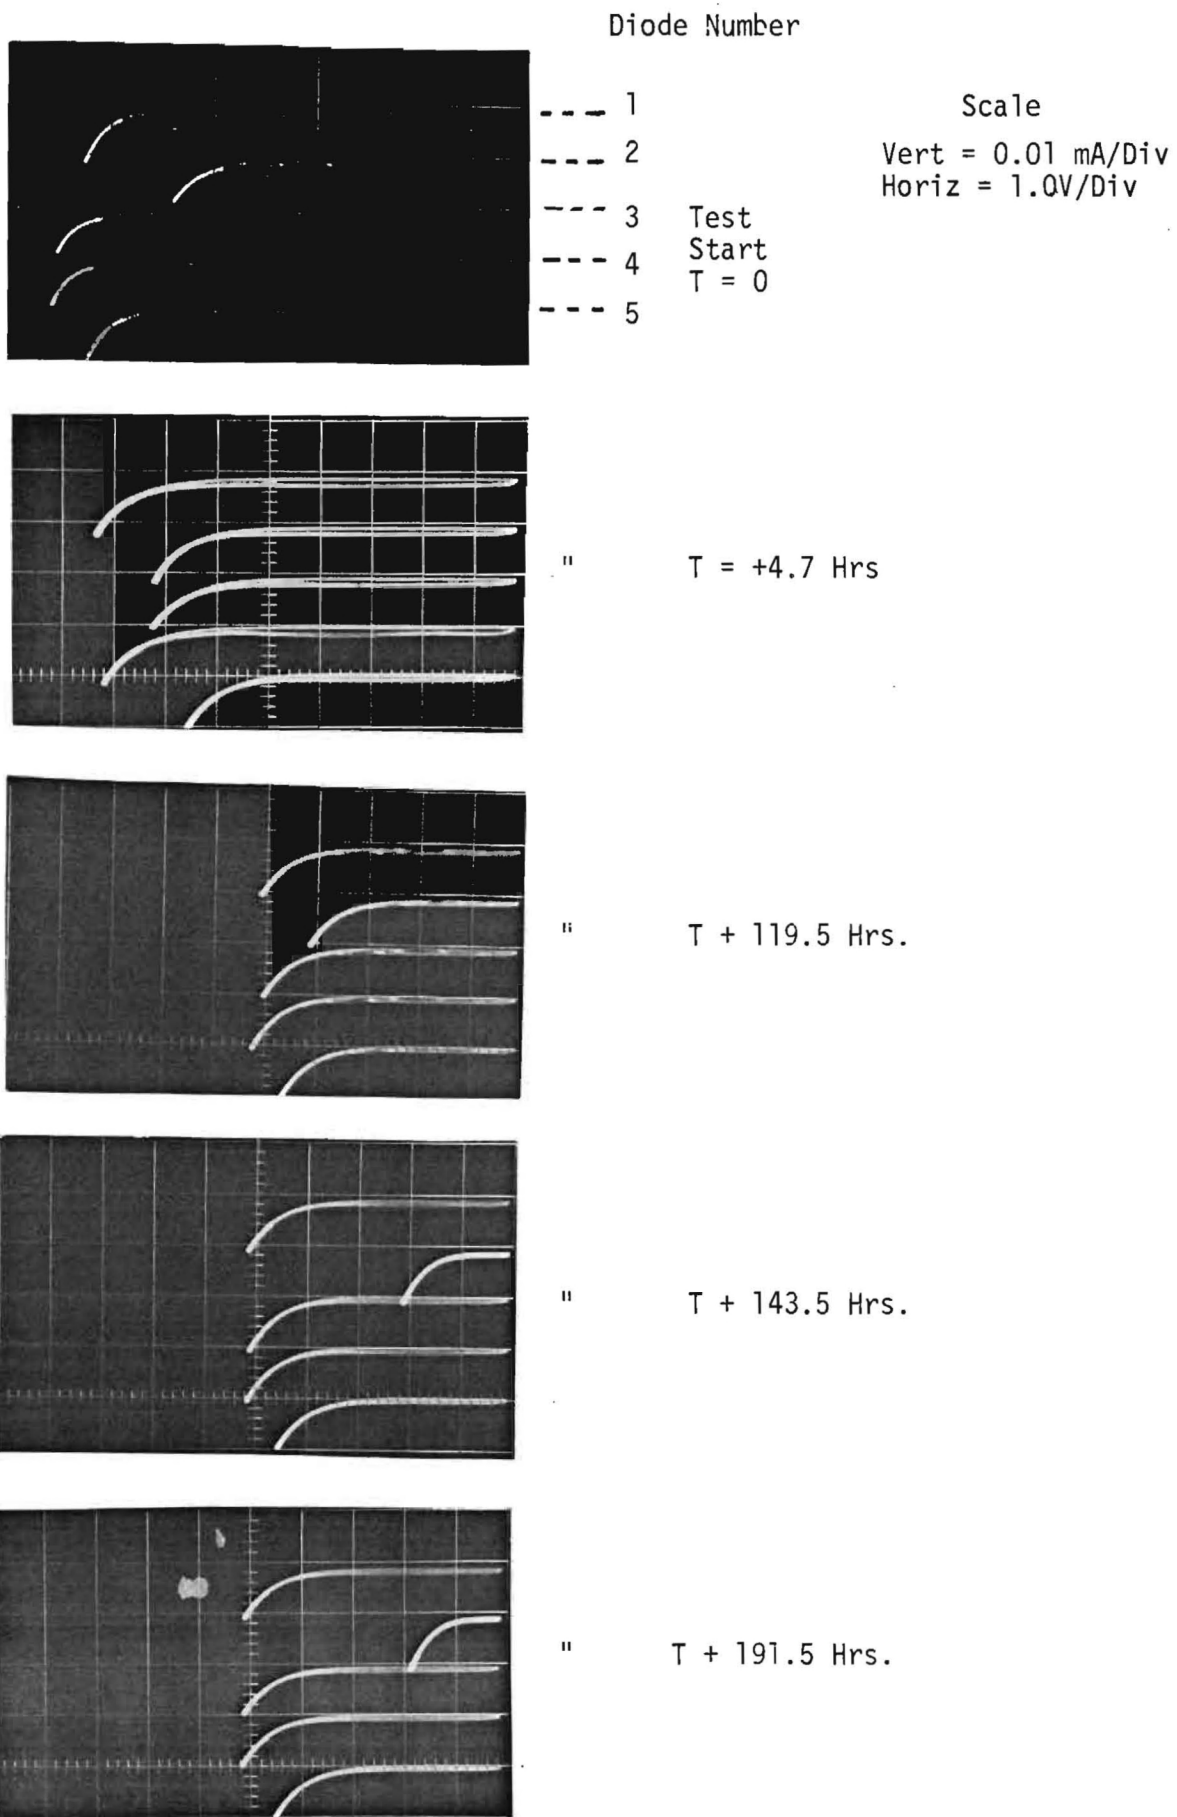 Diode Number
1
2
3
4
5
Test
Start
T = 0
Scale
Vert = 0.01 mA/Div
Horiz = 1.0V/Div
" T = +4.7 Hrs
" T + 119.5 Hrs.
" T + 143.5 Hrs.
" T + 191.5 Hrs.